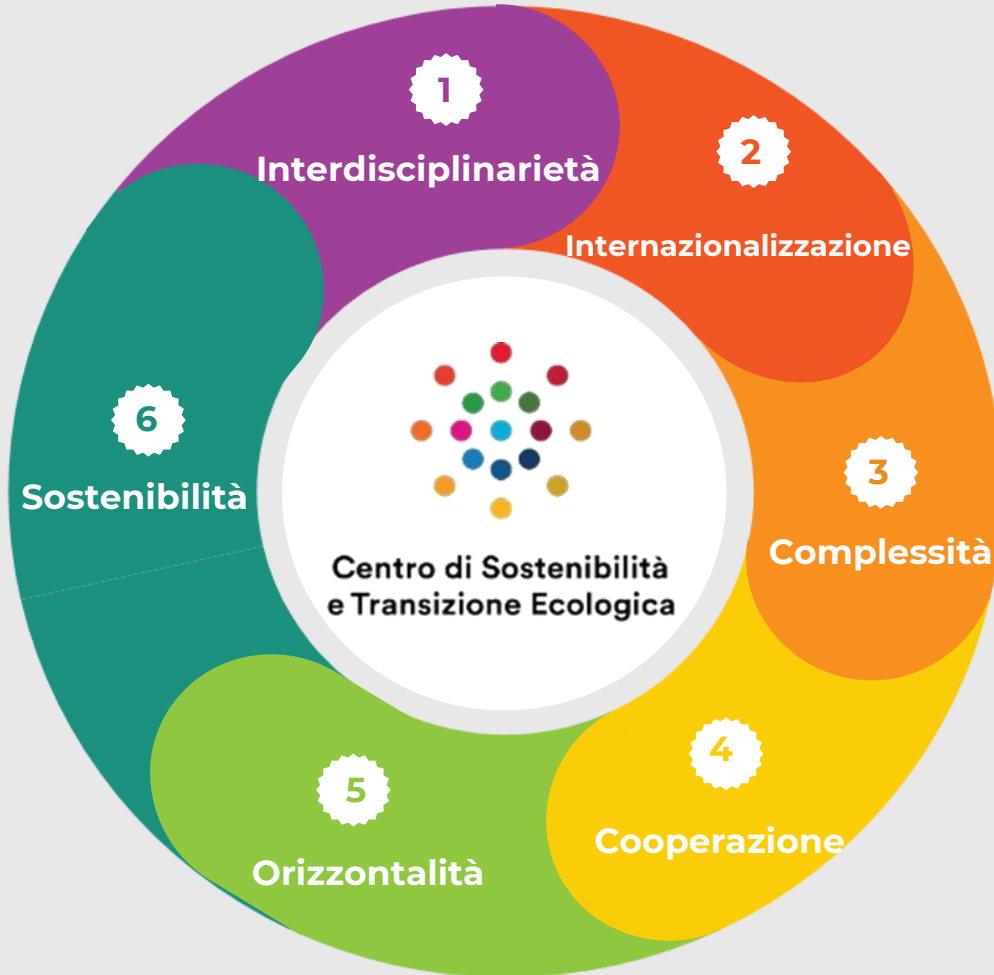 1
Interdisciplinarietà
2
Internazionalizzazione
3
Complessità
4
Cooperazione
5
Orizzontalità
6
Sostenibilità
Centro di Sostenibilità
e Transizione Ecologica